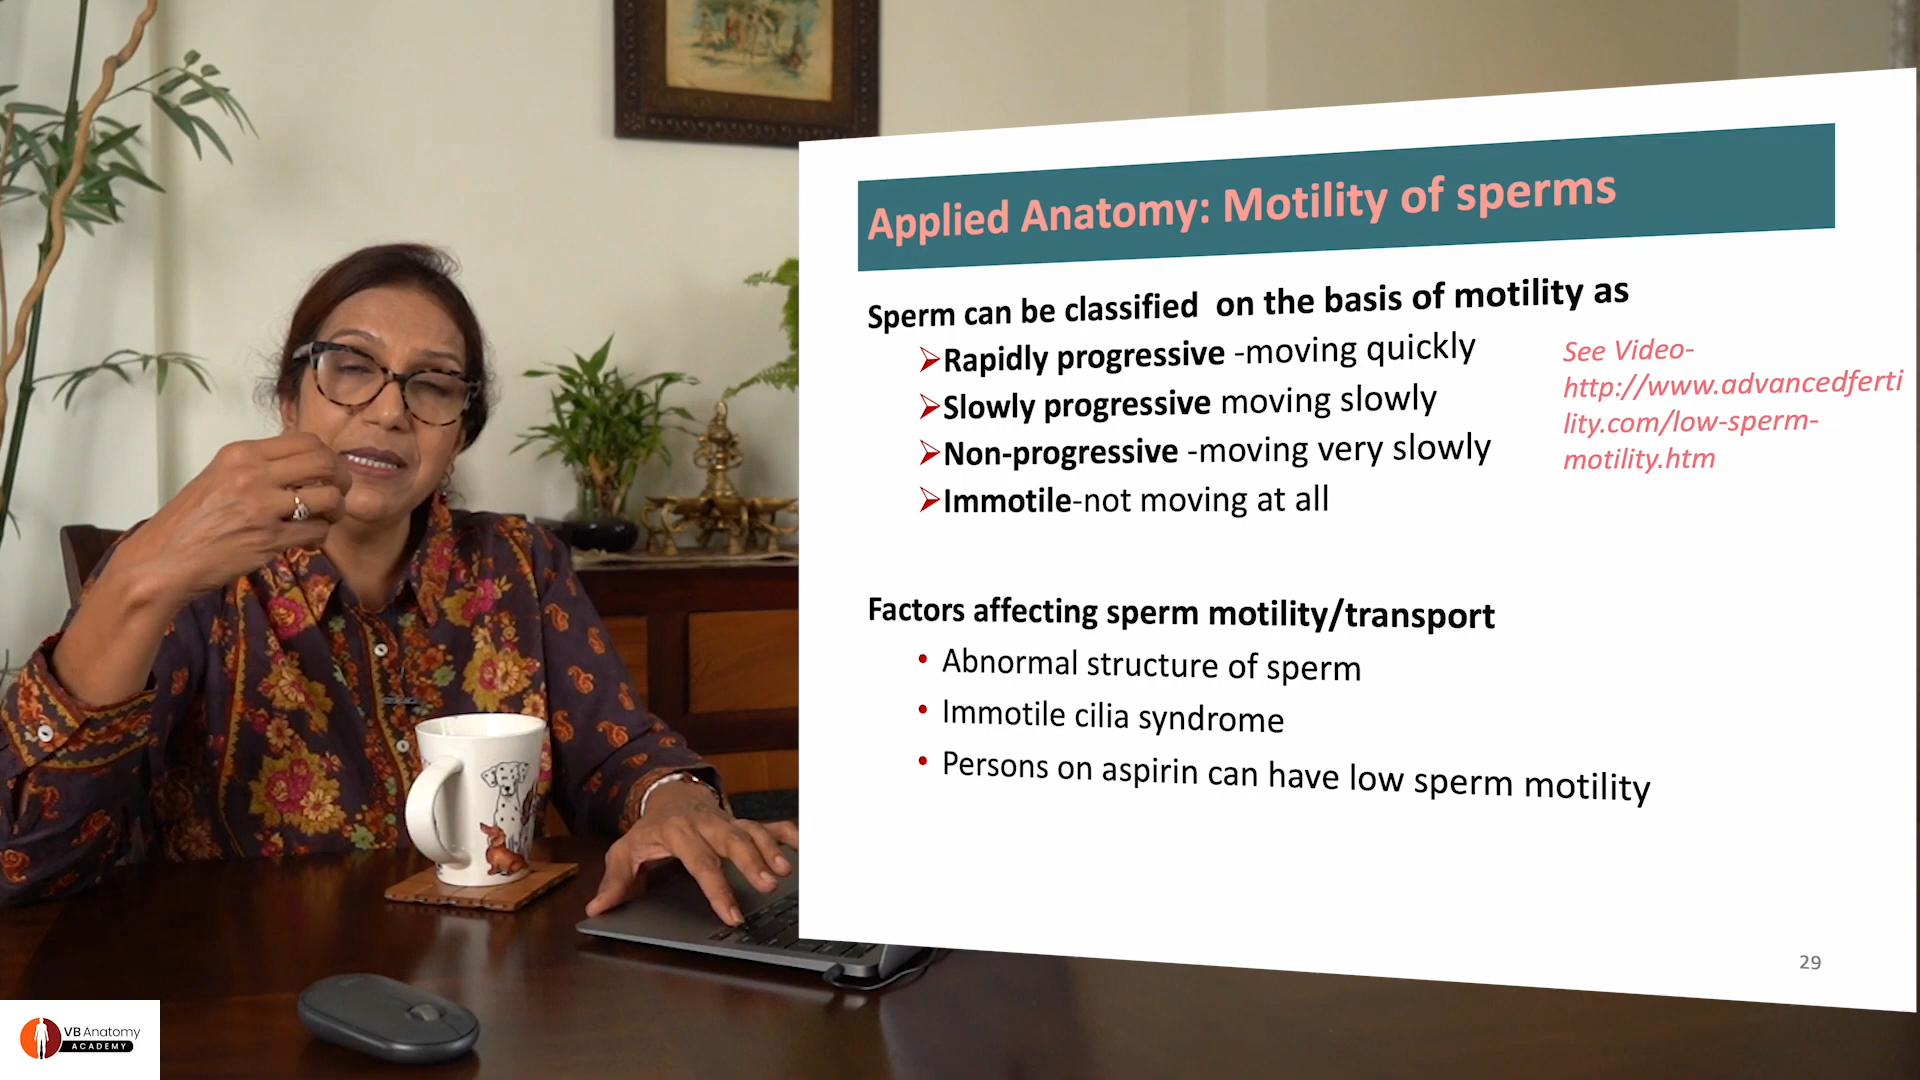 Applied Anatomy: Motility of sperms
Sperm can be classified on the basis of motility as
➢Rapidly progressive -moving quickly
➢Slowly progressive moving slowly
➢Non-progressive -moving very slowly
➢Immotile-not moving at all
See Video-
http://www.advancedferti
lity.com/low-sperm-
motility.htm
Factors affecting sperm motility/transport
• Abnormal structure of sperm
• Immotile cilia syndrome
• Persons on aspirin can have low sperm motility
29
VB Anatomy
ACADEMY